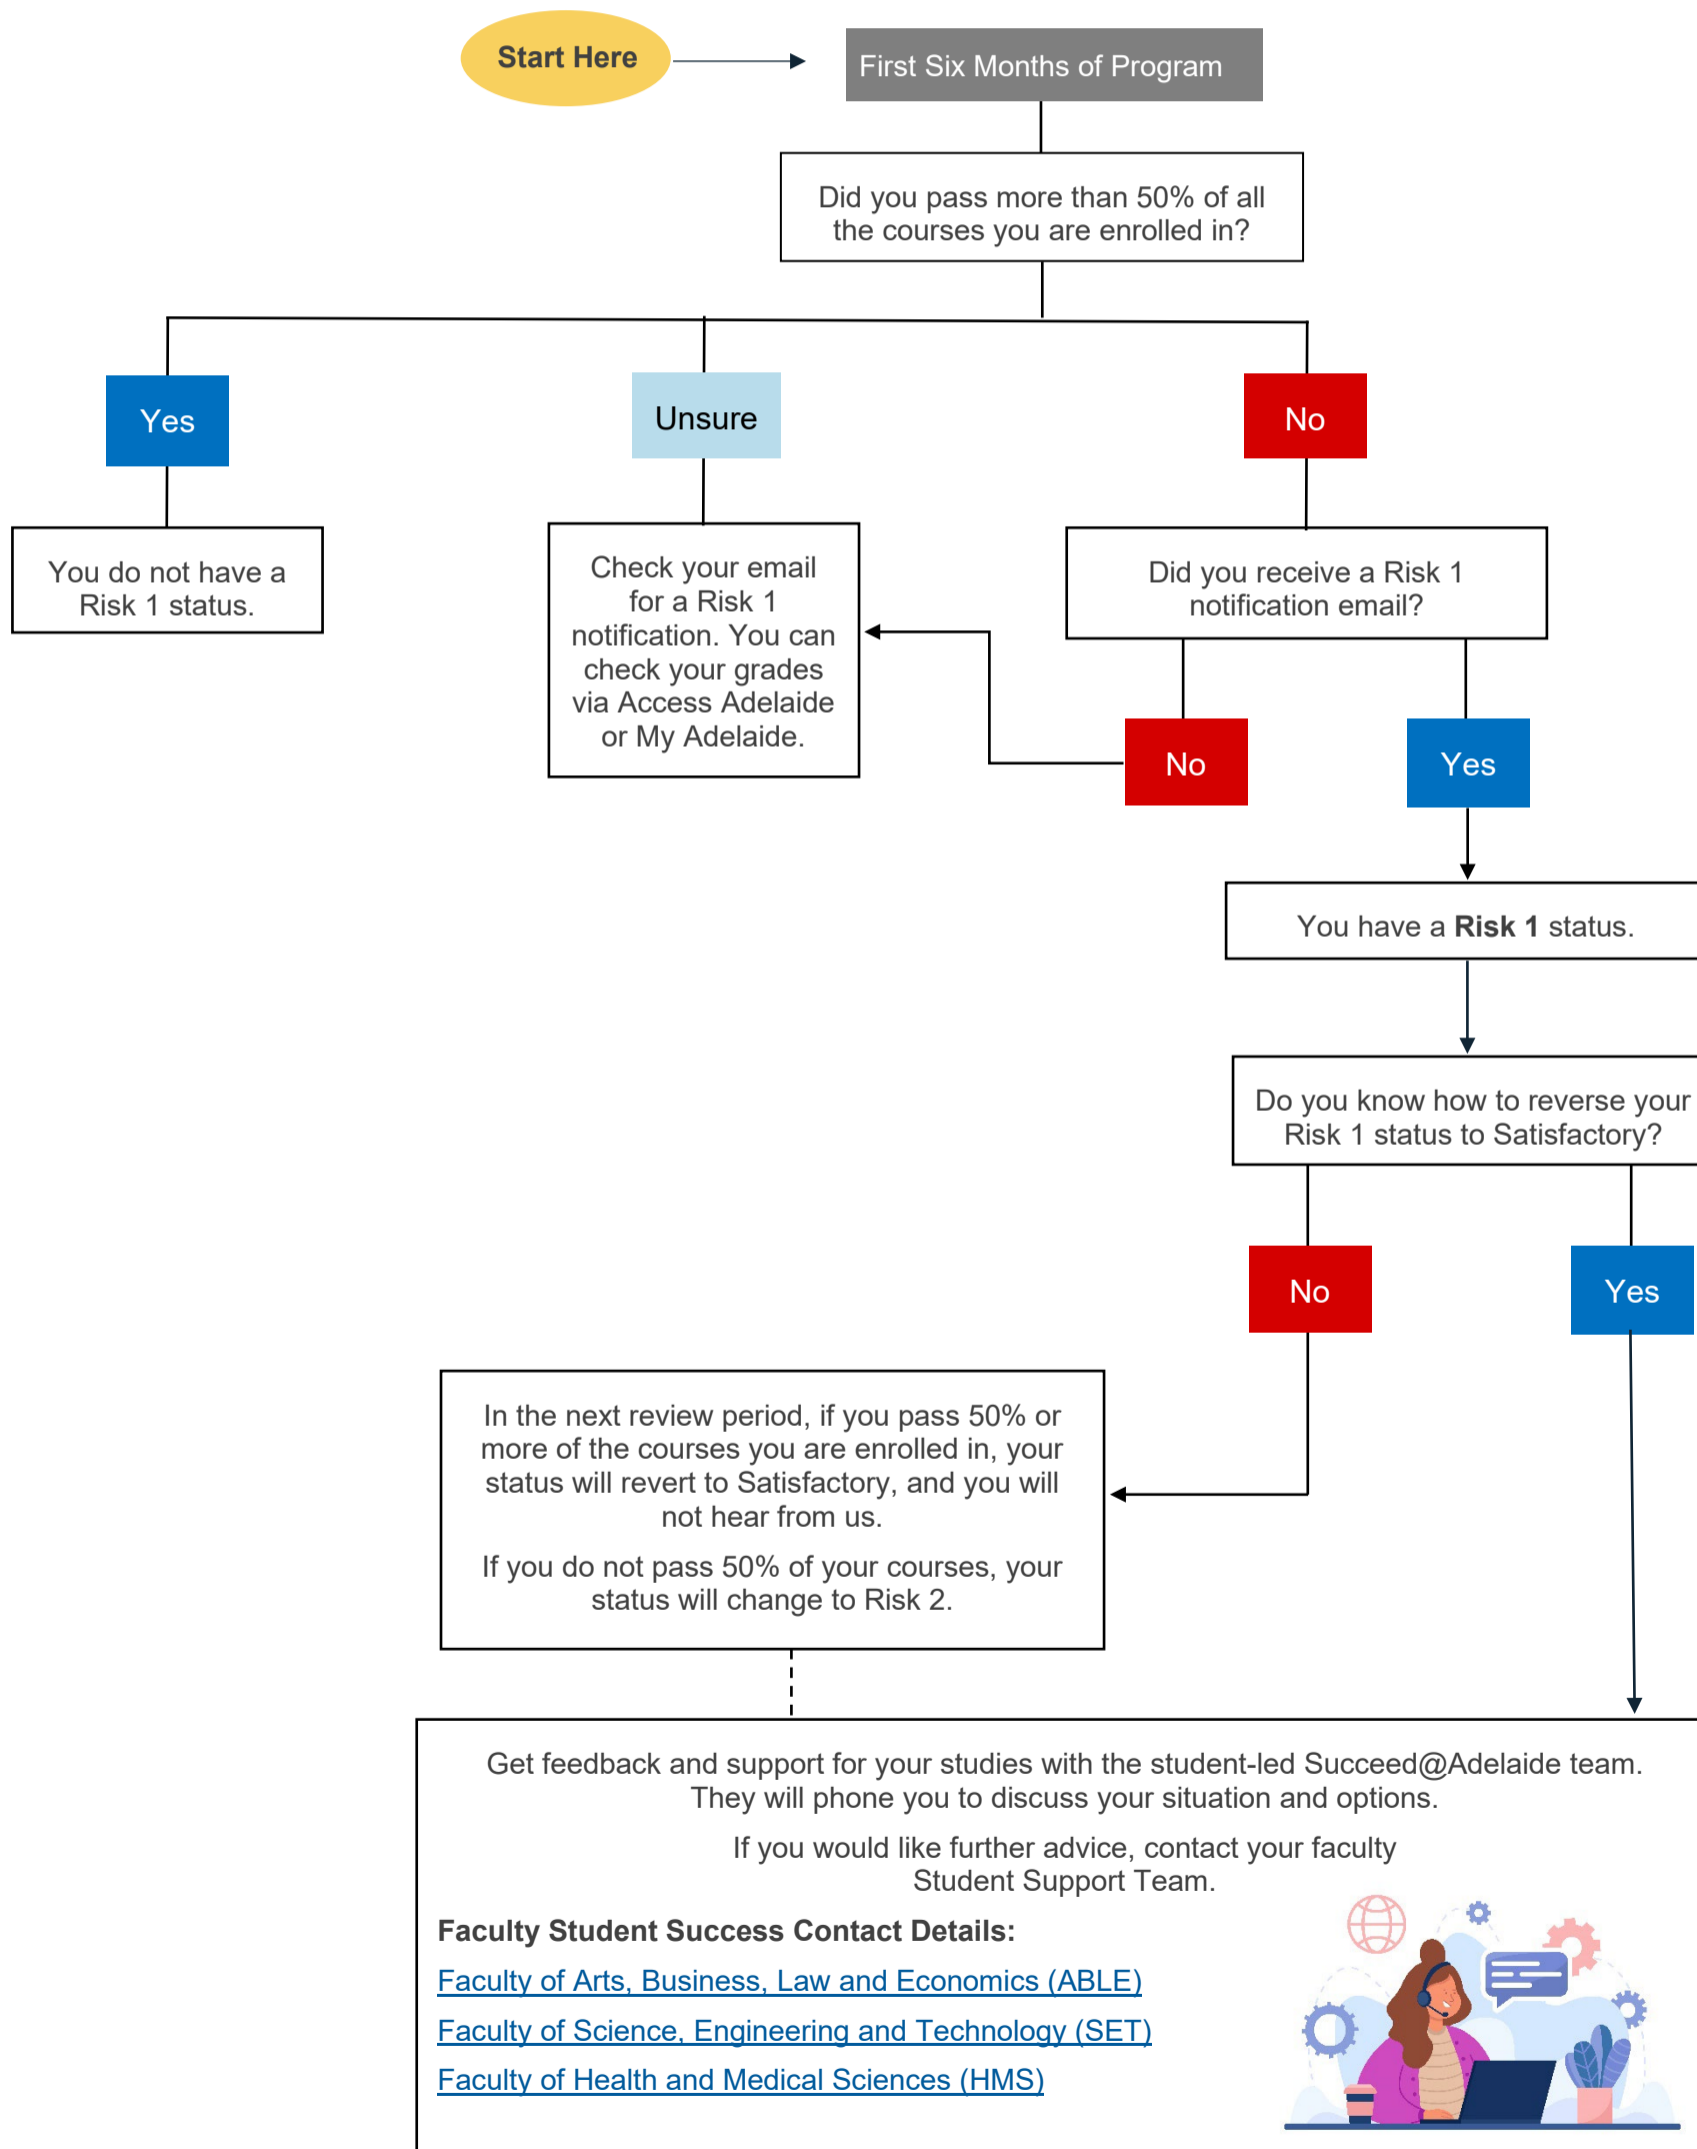 Start Here
First Six Months of Program
Did you pass more than 50% of all
the courses you are enrolled in?
Yes
Unsure
No
You do not have a
Risk 1 status.
Check your email
for a Risk 1
notification. You can
check your grades
via Access Adelaide
or My Adelaide.
Did you receive a Risk 1
notification email?
No
Yes
You have a Risk 1 status.
Do you know how to reverse your
Risk 1 status to Satisfactory?
No
Yes
In the next review period, if you pass 50% or
more of the courses you are enrolled in, your
status will revert to Satisfactory, and you will
not hear from us.
If you do not pass 50% of your courses, your
status will change to Risk 2.
Get feedback and support for your studies with the student-led Succeed@Adelaide team.
They will phone you to discuss your situation and options.
If you would like further advice, contact your faculty
Student Support Team.
Faculty Student Success Contact Details:
Faculty of Arts, Business, Law and Economics (ABLE)
Faculty of Science, Engineering and Technology (SET)
Faculty of Health and Medical Sciences (HMS)